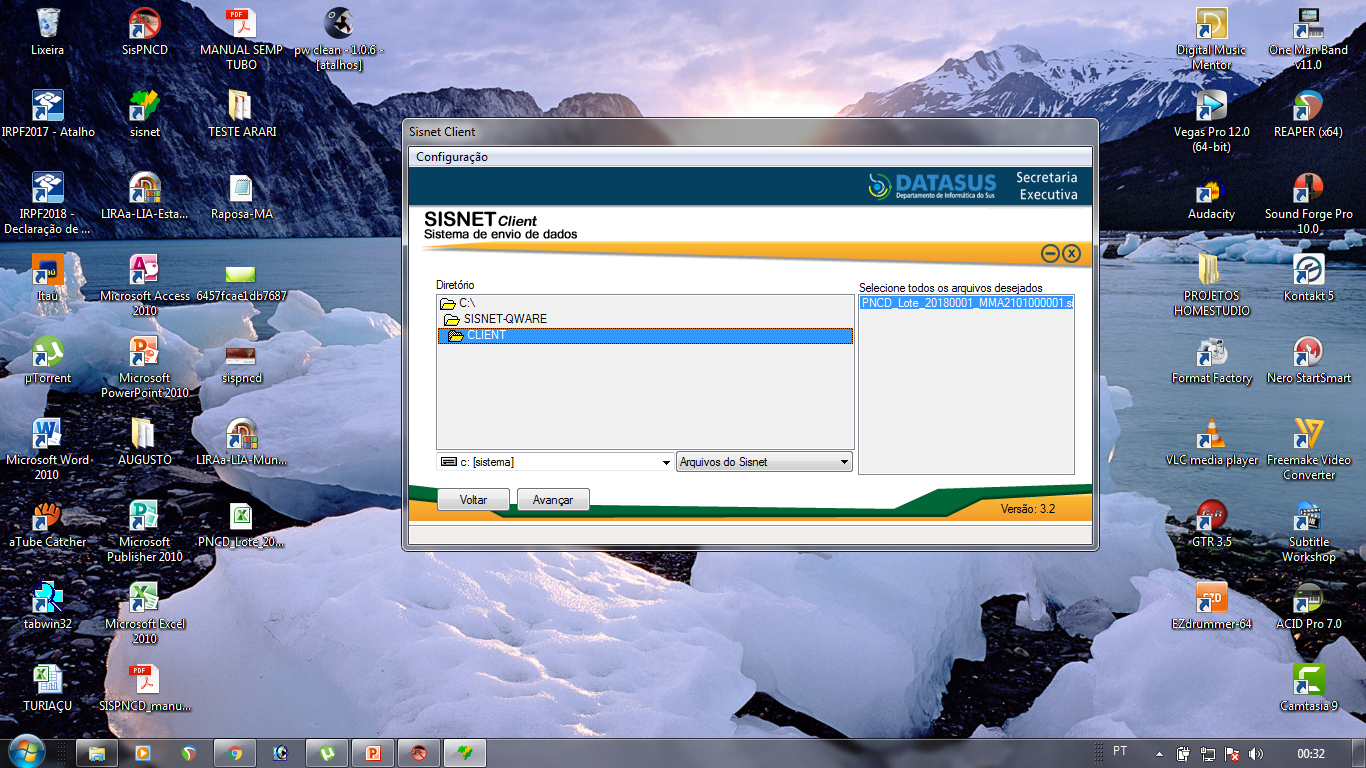 Lixeira
SisPNCD
MANUAL SEMP
TUBO
pw clean - 1.0.6 -
[atalhos]
Digital Music
Mentor
One Man Band
v11.0
IRPF2017 - Atalho
sisnet
TESTE ARARI
Vegas Pro 12.0
(64-bit)
REAPER (x64)
IRPF2018 -
Declaração de ...
LIRAa-LIA-Esta...
Raposa-MA
Audacity
Sound Forge Pro
10.0
Itaú
Microsoft Access
2010
6457fcae1db7687
PROJETOS
HOMESTUDIO
Kontakt 5
µTorrent
Microsoft
PowerPoint 2010
sispncd
Format Factory
Nero StartSmart
Microsoft Word
2010
AUGUSTO
LIRAa-LIA-Mun...
VLC media player
Freemake Video
Converter
aTube Catcher
Microsoft
Publisher 2010
PNCD_Lote_20...
GTR 3.5
Subtitle
Workshop
tabwin32
Microsoft Excel
2010
EZdrummer-64
ACID Pro 7.0
TURIAÇU
SISPNCD_manu...
Camtasia 9
Sisnet Client
Configuração
DATASUS
Departamento de Informática do Sus
Secretaria
Executiva
SISNET Client
Sistema de envio de dados
Diretório
Selecione todos os arquivos desejados
C:\
SISNET-QWARE
CLIENT
PNCD_Lote_20180001_MMA2101000001.si
c: [sistema]
Arquivos do Sisnet
Voltar
Avançar
Versão: 3.2
PT
00:32